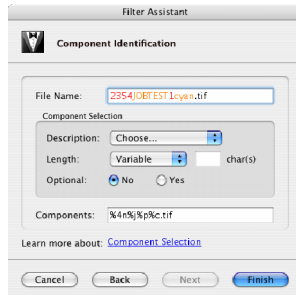 Filter Assistant
Component Identification
File Name: 2354JOBTEST1cyan.tif
Component Selection
Description: Choose...
Length: Variable char(s)
Optional: No Yes
Components: %4n%j%p%c.tif
Learn more about: Component Selection
Cancel Back Next Finish